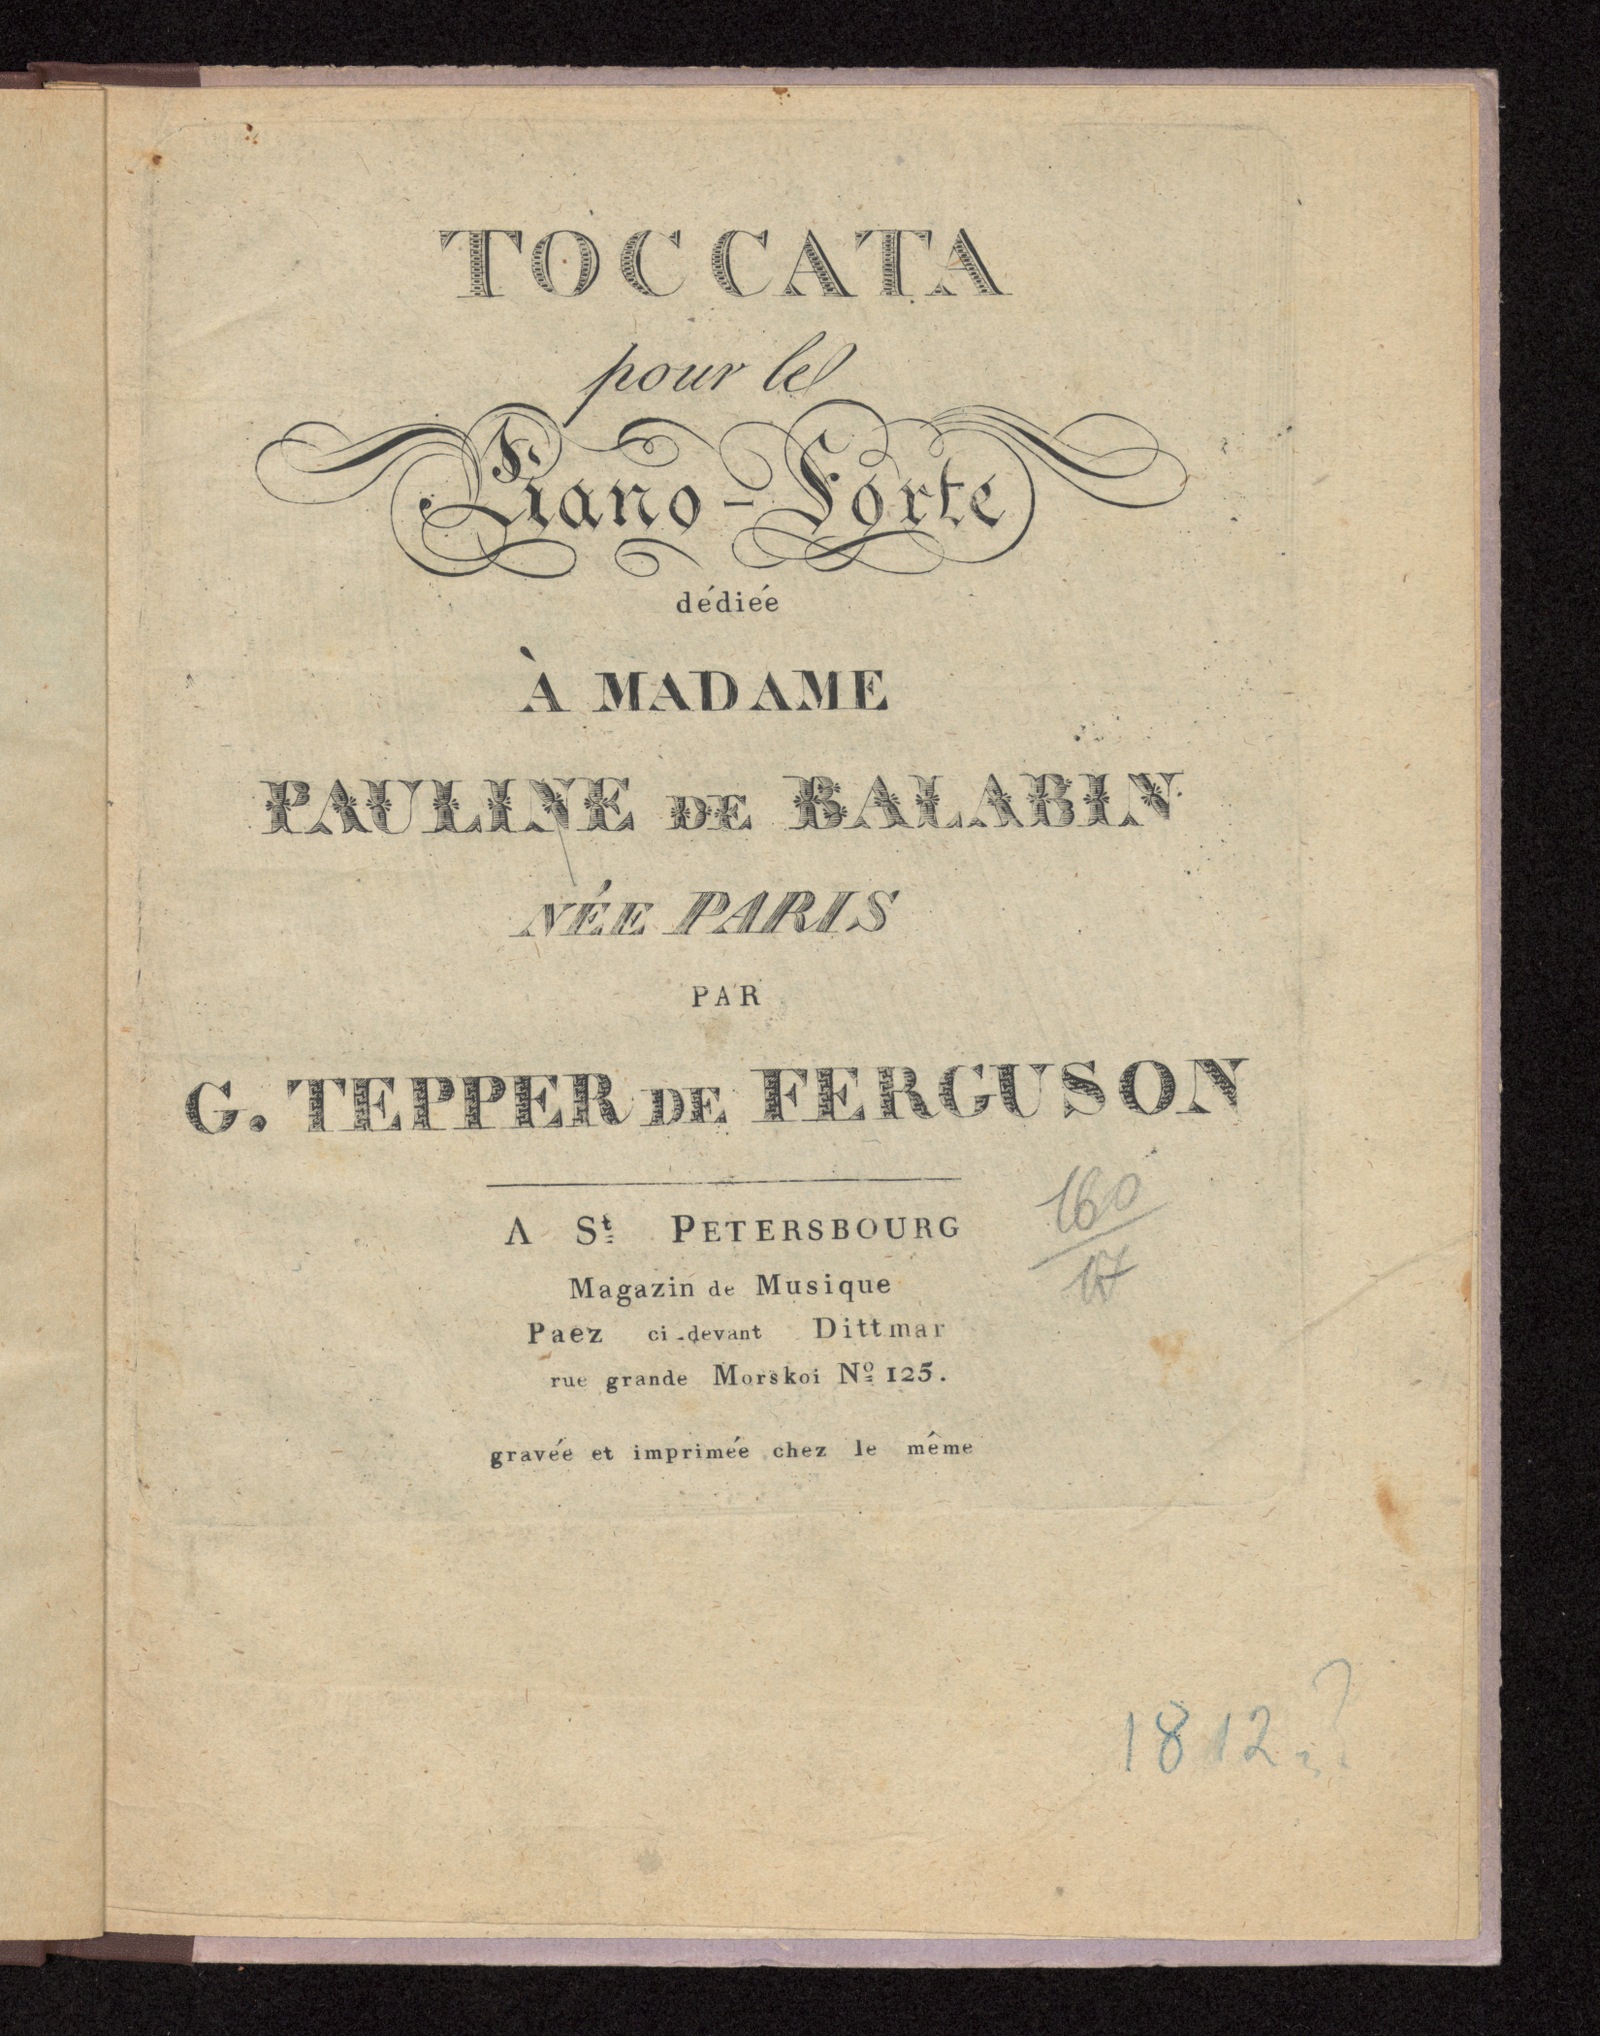 TOCCATA
pour le
Piano-Forte
dédiée
À MADAME
PAULINE DE BALABIN
NÉE PARIS
PAR
G. TEPPER DE FERGUSON
A St. PETERSBOURG
Magazin de Musique
Paez ci-devant Dittmar
rue grande Morskoi No. 125.
gravée et imprimée chez le même
160
17
1812?